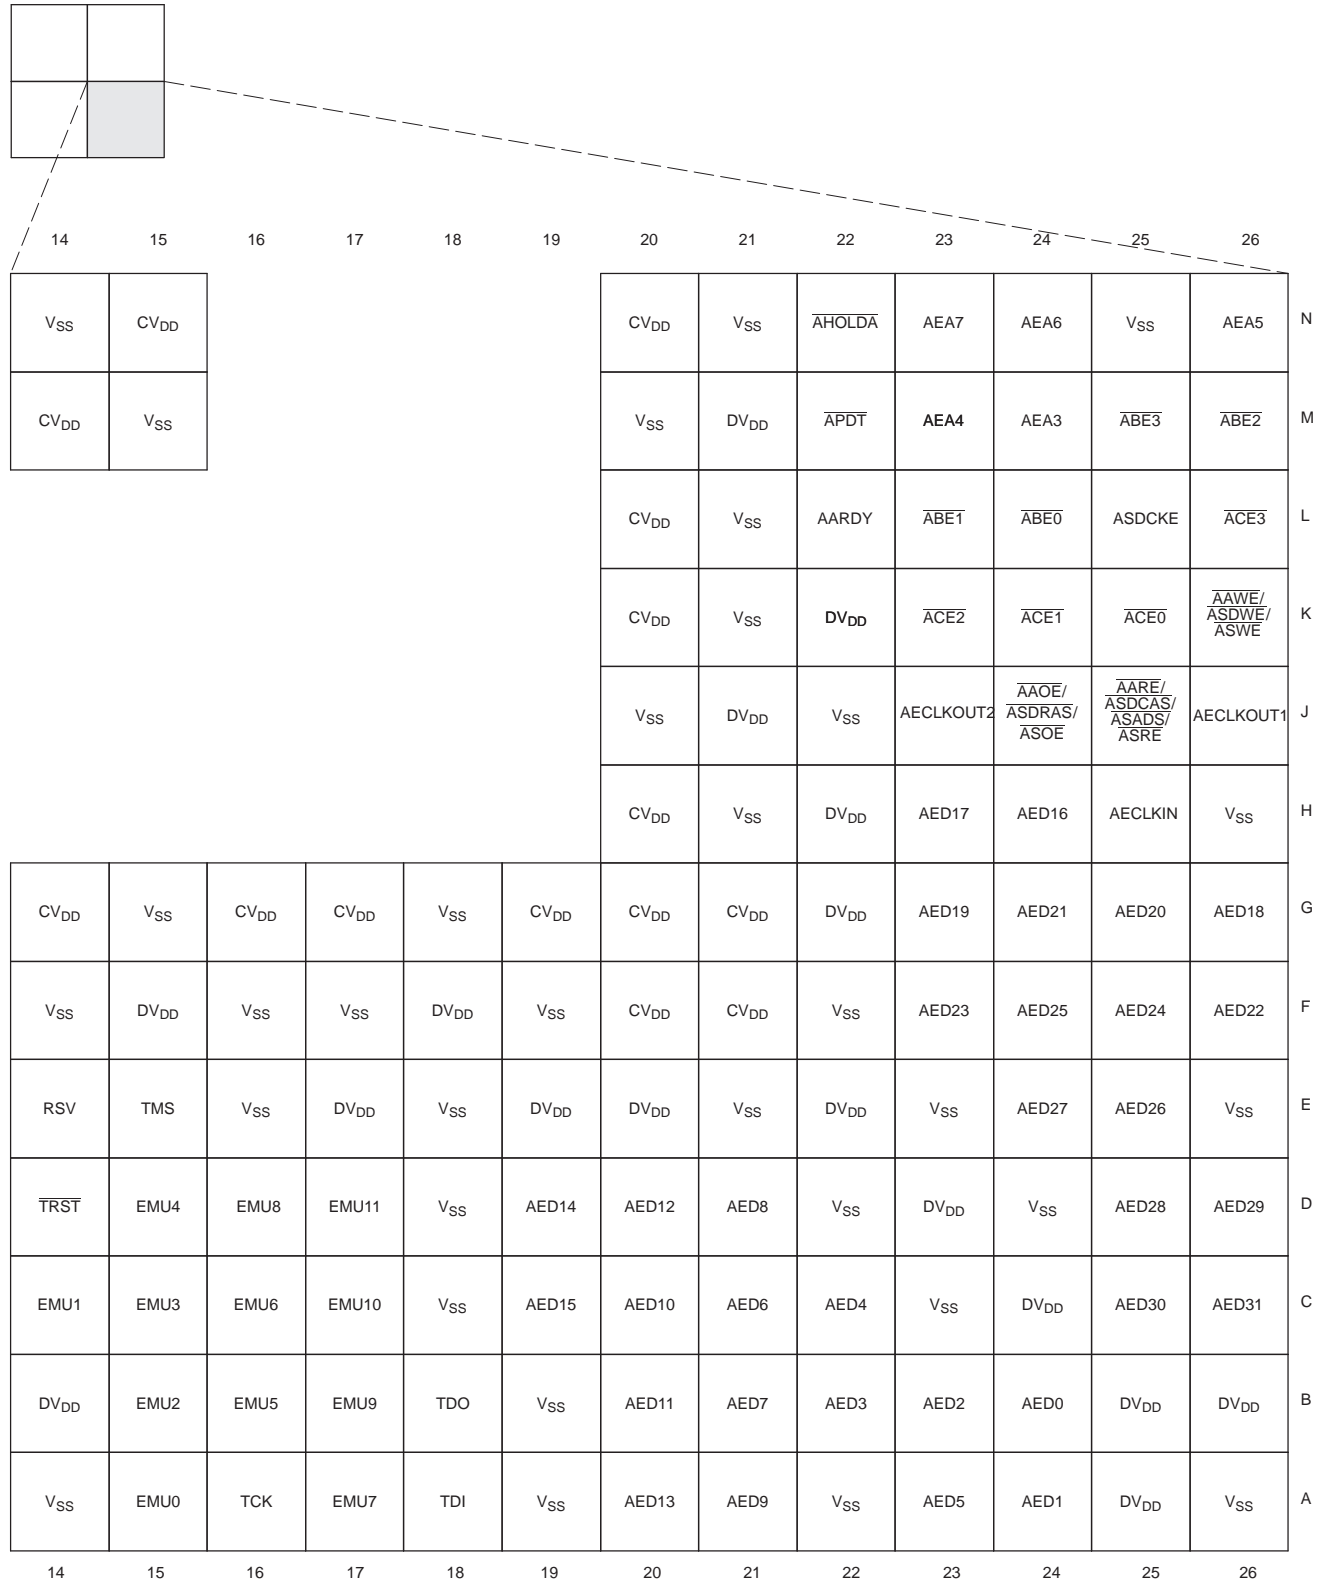 14 15 16 17 18 19 20 21 22 23 24 25 26
VSS CVDD CVDD VSS AHOLDA AEA7 AEA6 VSS AEA5 N
CVDD VSS VSS DVDD APDT AEA4 AEA3 ABE3 ABE2 M
CVDD VSS AARDY ABE1 ABE0 ASDCKE ACE3 L
CVDD VSS DVDD ACE2 ACE1 ACE0 AAWE/ ASDWE/ ASWE K
VSS DVDD VSS AECLKOUT2 AAOE/ ASDRAS/ ASOE AARE/ ASDCAS/ ASADS/ ASRE AECLKOUT1 J
CVDD VSS DVDD AED17 AED16 AECLKIN VSS H
CVDD VSS CVDD CVDD VSS CVDD CVDD CVDD DVDD AED19 AED21 AED20 AED18 G
VSS DVDD VSS VSS DVDD VSS CVDD CVDD VSS AED23 AED25 AED24 AED22 F
RSV TMS VSS DVDD VSS DVDD DVDD VSS DVDD VSS AED27 AED26 VSS E
TRST EMU4 EMU8 EMU11 VSS AED14 AED12 AED8 VSS DVDD VSS AED28 AED29 D
EMU1 EMU3 EMU6 EMU10 VSS AED15 AED10 AED6 AED4 VSS DVDD AED30 AED31 C
DVDD EMU2 EMU5 EMU9 TDO VSS AED11 AED7 AED3 AED2 AED0 DVDD DVDD B
VSS EMU0 TCK EMU7 TDI VSS AED13 AED9 VSS AED5 AED1 DVDD VSS A
14 15 16 17 18 19 20 21 22 23 24 25 26